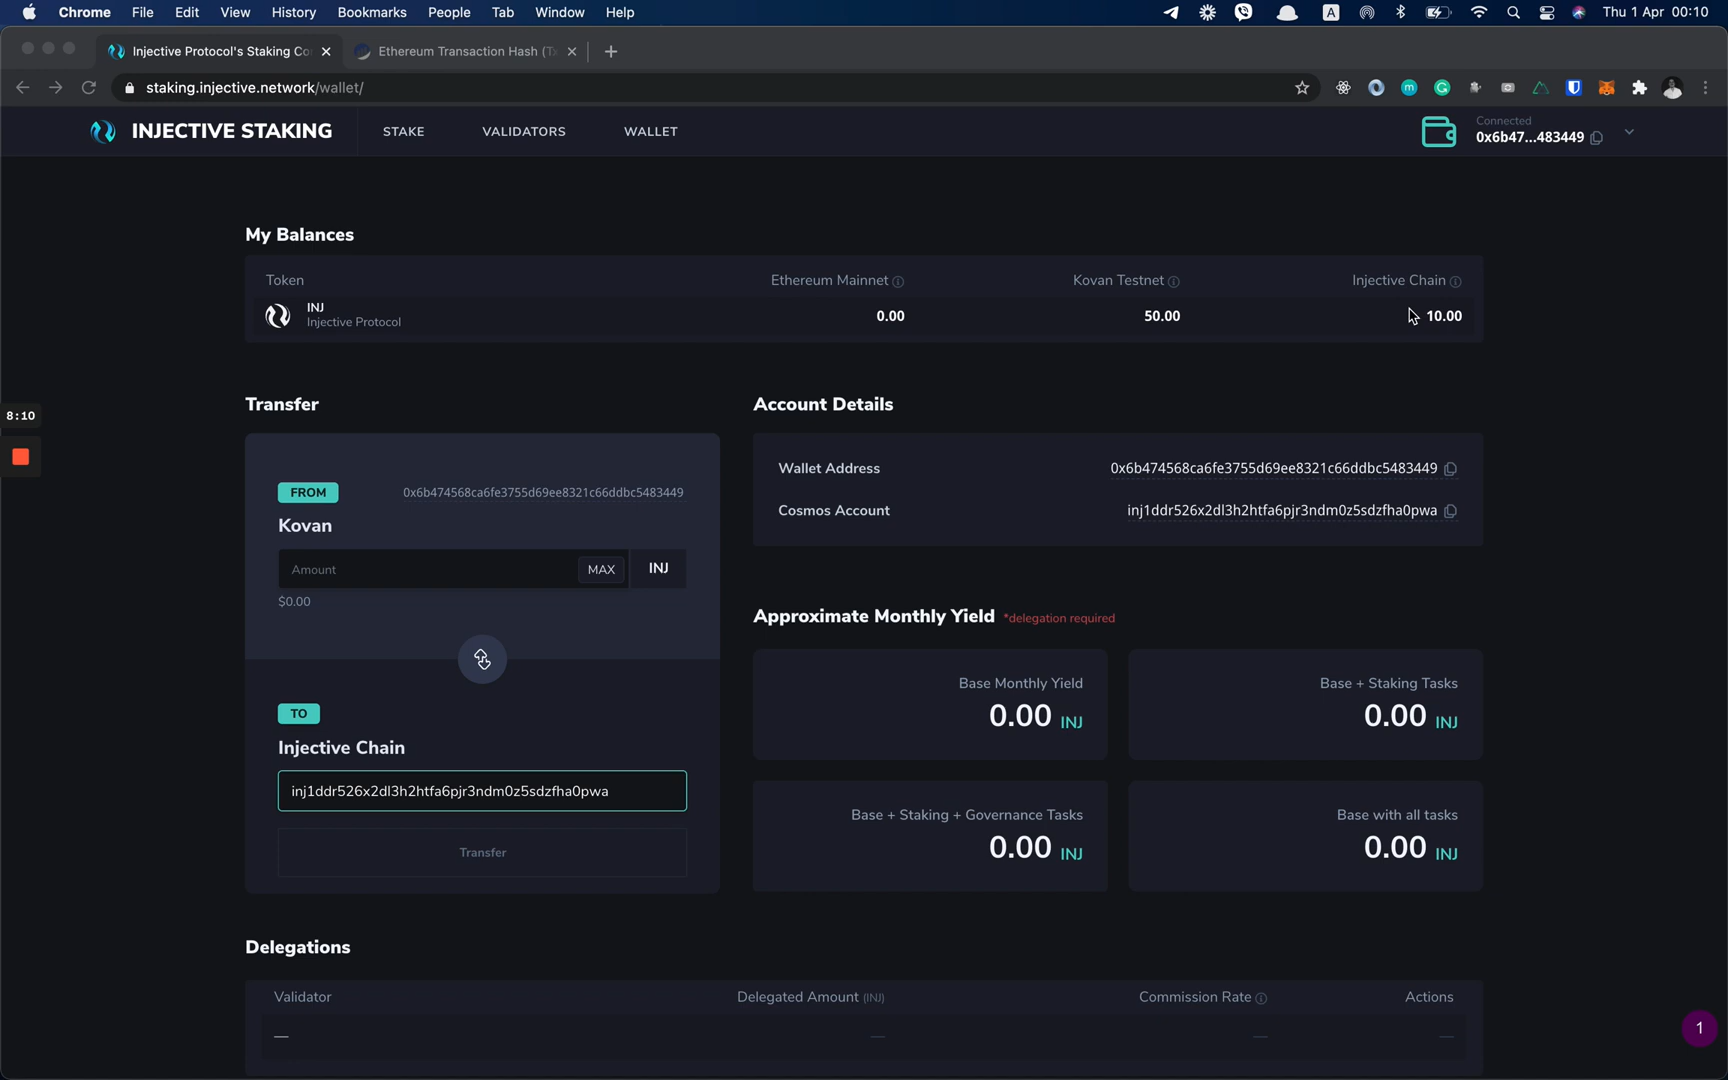 Chrome File Edit View History Bookmarks People Tab Window Help A Thu 1 Apr 00:10
Injective Protocol's Staking Co Ethereum Transaction Hash (Tx
staking.injective.network/wallet/
INJECTIVE STAKING STAKE VALIDATORS WALLET
Connected
0x6b47...483449
My Balances
Token Ethereum Mainnet Kovan Testnet Injective Chain
INJ
Injective Protocol
0.00 50.00 10.00
8:10
Transfer
FROM 0x6b474568ca6fe3755d69ee8321c66ddbc5483449
Kovan
Amount MAX INJ
$0.00
TO
Injective Chain
inj1ddr526x2dl3h2htfa6pjr3ndm0z5sdzfha0pwa
Transfer
Account Details
Wallet Address 0x6b474568ca6fe3755d69ee8321c66ddbc5483449
Cosmos Account inj1ddr526x2dl3h2htfa6pjr3ndm0z5sdzfha0pwa
Approximate Monthly Yield *delegation required
Base Monthly Yield
0.00 INJ
Base + Staking Tasks
0.00 INJ
Base + Staking + Governance Tasks
0.00 INJ
Base with all tasks
0.00 INJ
Delegations
Validator Delegated Amount (INJ) Commission Rate Actions
— — — —
1